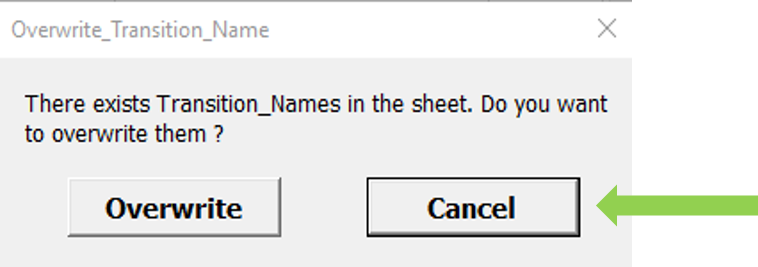 Overwrite_Transition_Name
There exists Transition_Names in the sheet. Do you want
to overwrite them ?
Overwrite
Cancel